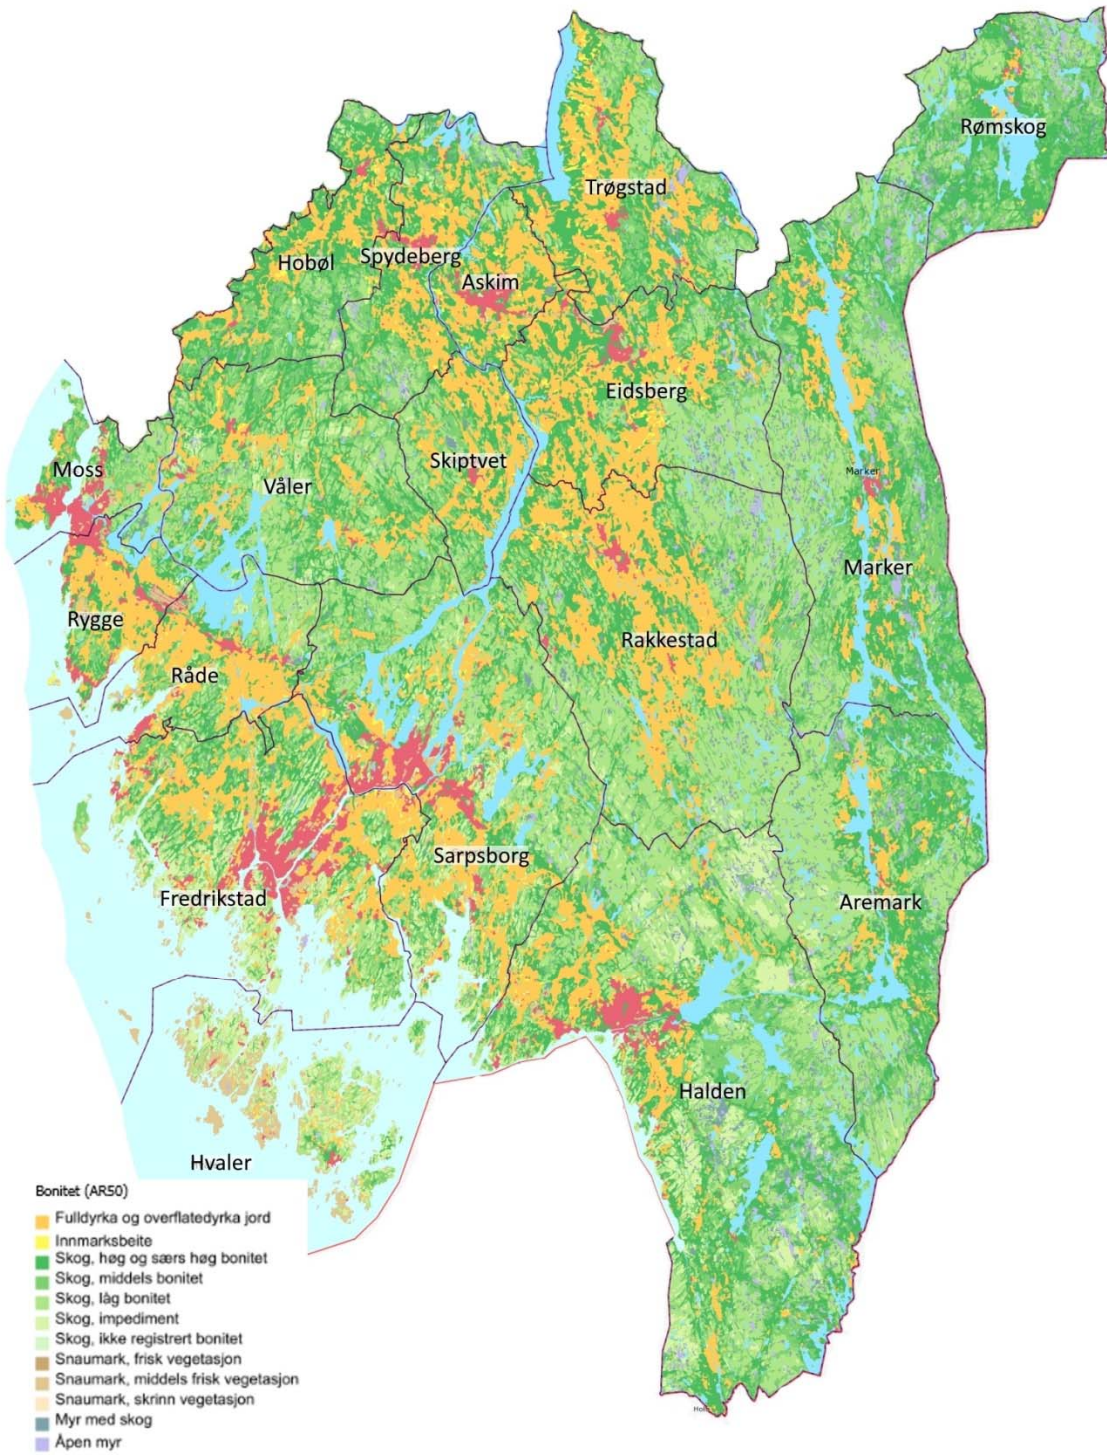 Rømskog
Trøgstad
Spydeberg
Hobøl
Askim
Eidsberg
Skiptvet
Moss
Marker
Våler
Marker
Rygge
Rakkestad
Råde
Sarpsborg
Fredrikstad
Aremark
Halden
Hvaler
Bonitet (AR50)
Fulldyrka og overflatedyrka jord
Innmarksbeite
Skog, høg og særs høg bonitet
Skog, middels bonitet
Skog, låg bonitet
Skog, impediment
Skog, ikke registrert bonitet
Snaumark, frisk vegetasjon
Snaumark, middels frisk vegetasjon
Snaumark, skrinn vegetasjon
Myr med skog
Åpen myr